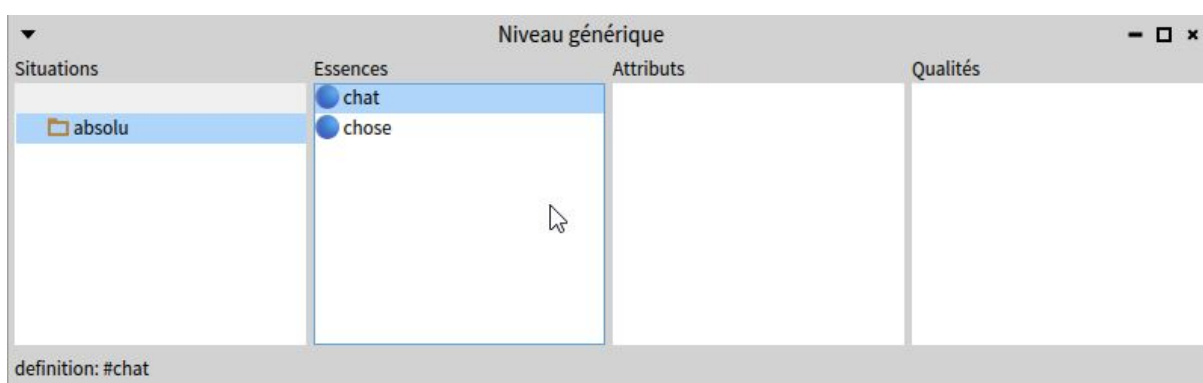 Niveau générique
Situations Essences Attributs Qualités
chat
absolu chose
definition: #chat